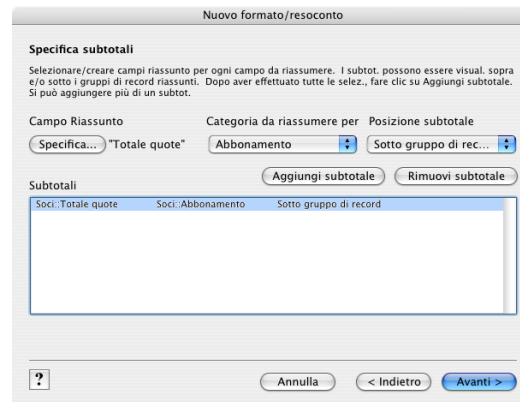 Nuovo formato/resoconto
Specifica subtotali
Selezionare/creare campi riassunto per ogni campo da riassumere. I subtot. possono essere visual. sopra
e/o sotto i gruppi di record riassunti. Dopo aver effettuato tutte le selez., fare clic su Aggiungi subtotale.
Si può aggiungere più di un subtot.
Campo Riassunto Categoria da riassumere per Posizione subtotale
Specifica... "Totale quote" Abbonamento Sotto gruppo di rec...
Aggiungi subtotale Rimuovi subtotale
Subtotali
Soci::Totale quote Soci::Abbonamento Sotto gruppo di record
? Annulla < Indietro Avanti >